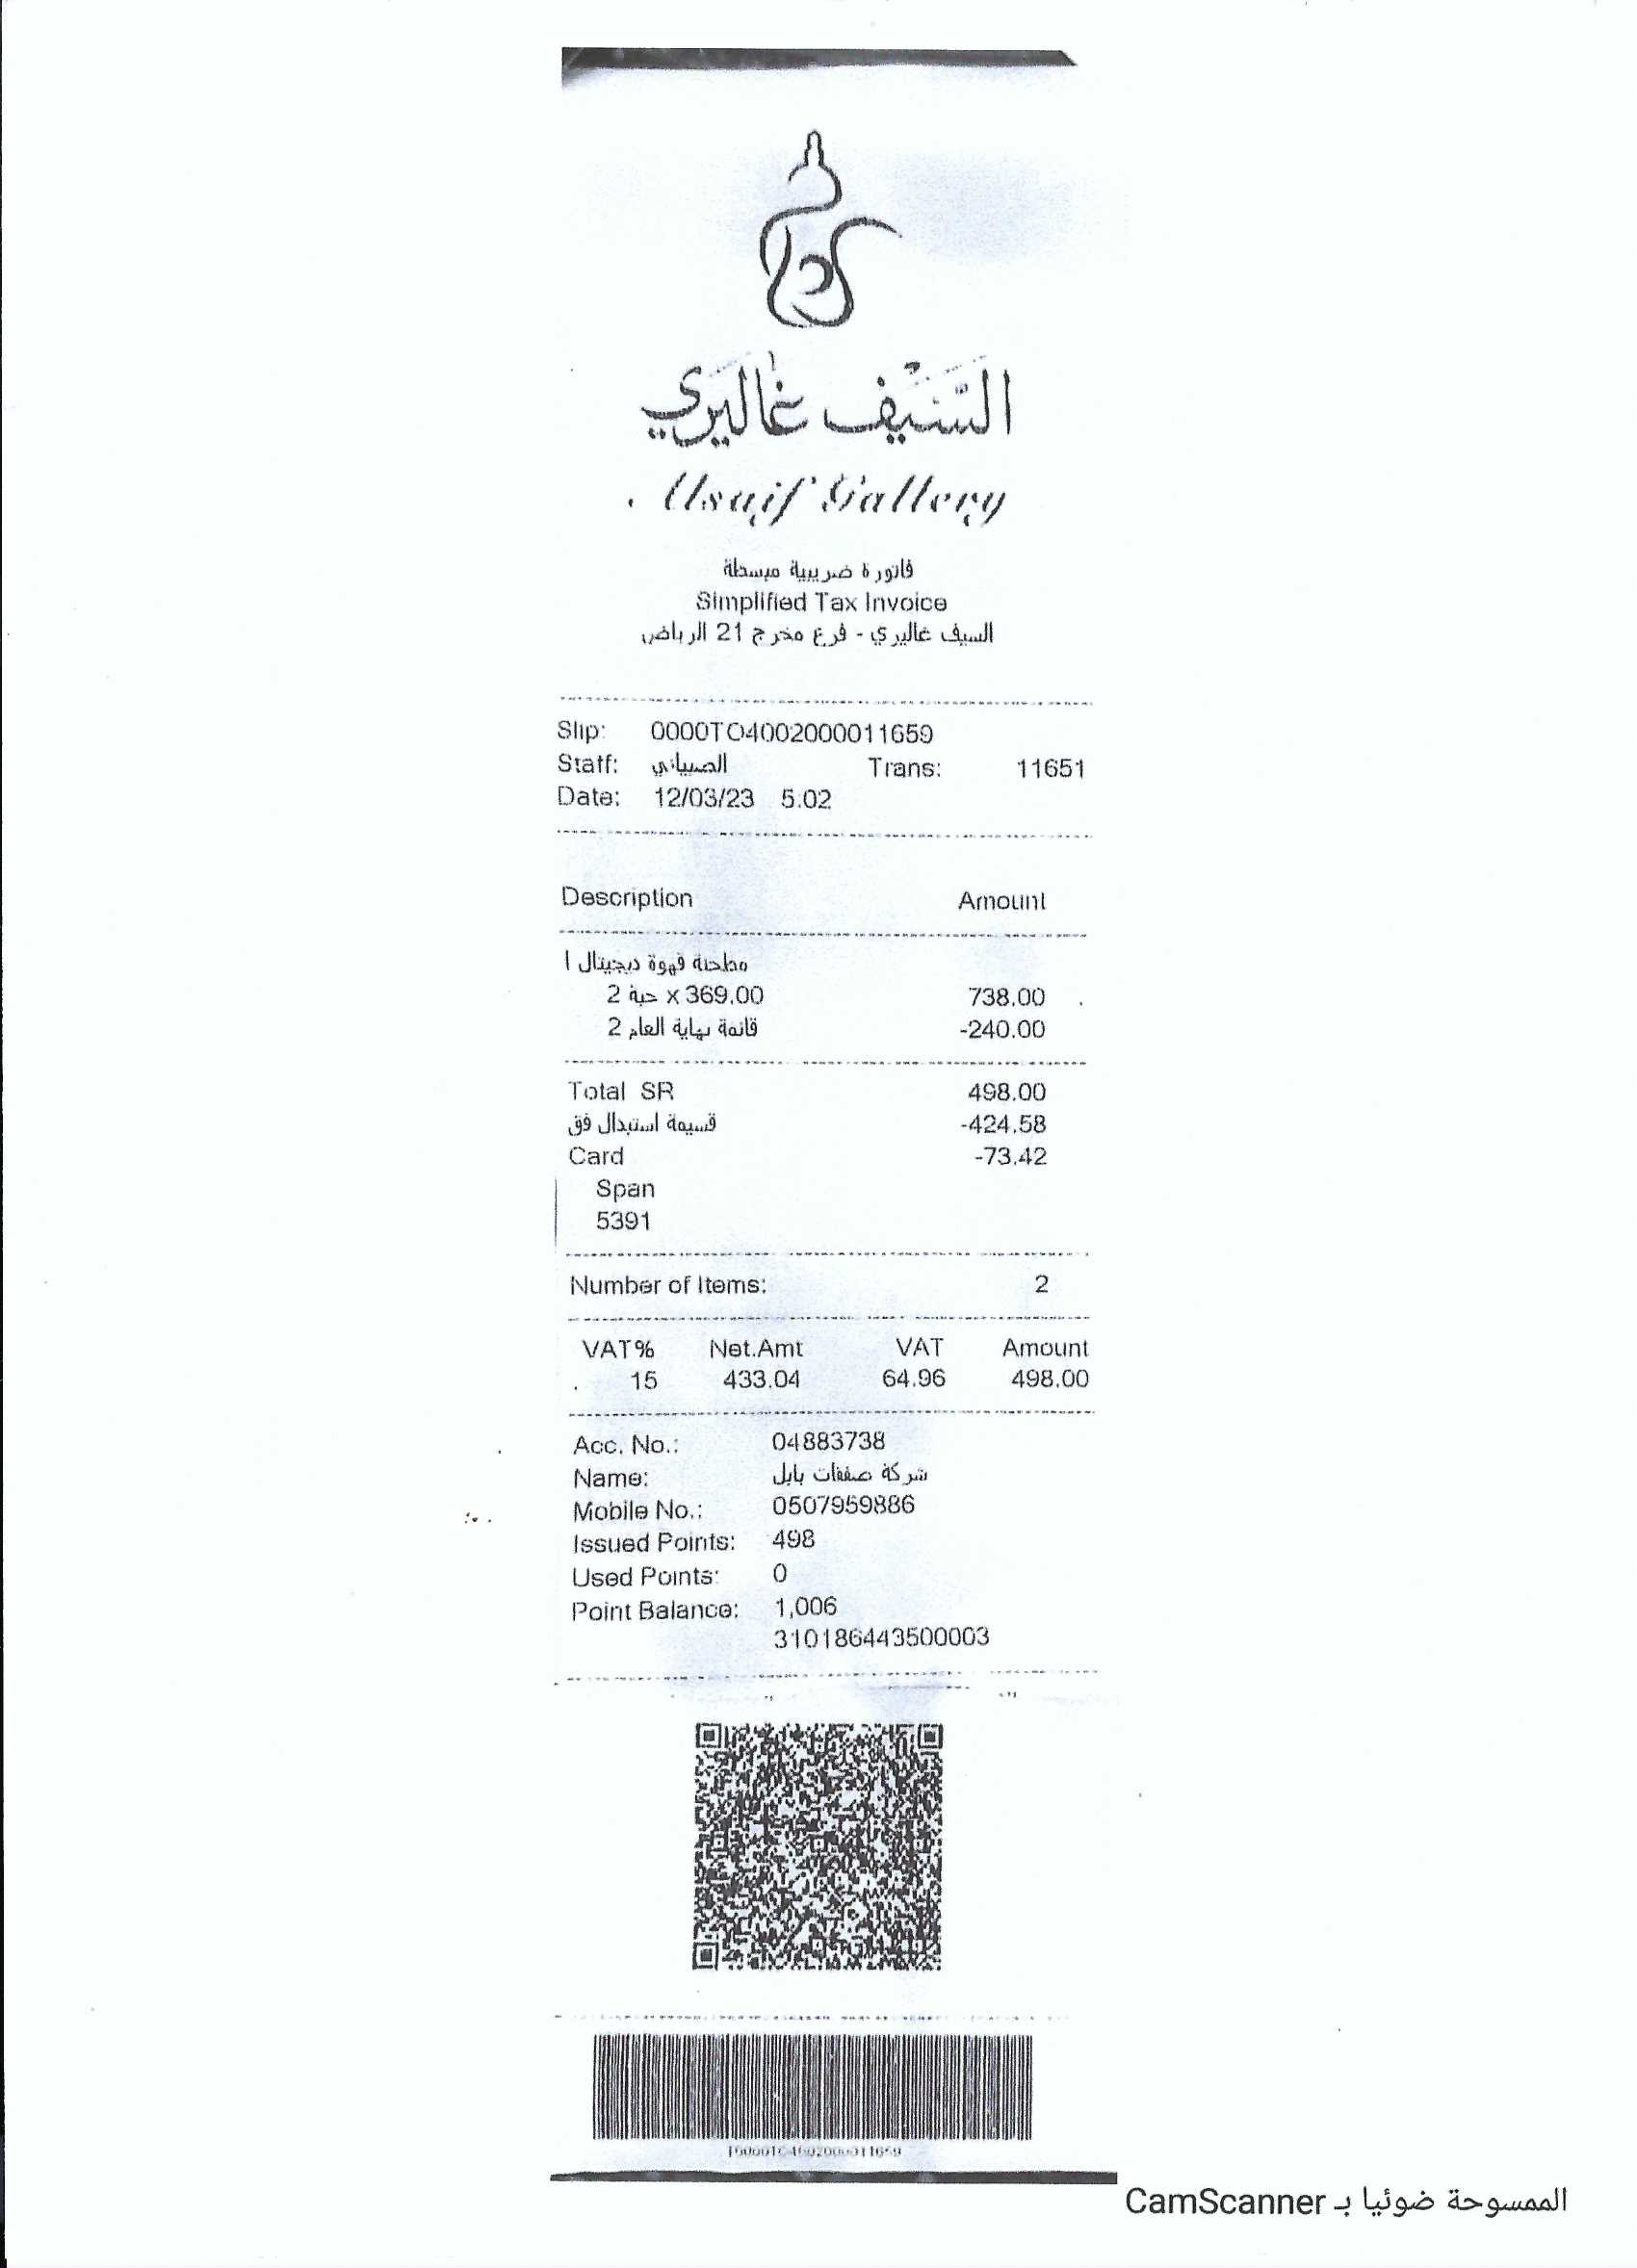 السيف غاليري
Alsaif Gallery
فاتورة ضريبية مبسطة
Simplified Tax Invoice
السيف غاليري - فرع مخرج 21 الرياض
Slip: 0000TO4002000011659
Staff: الصبياني Trans: 11651
Date: 12/03/23 5:02
Description Amount
مطحنة قهوة ديجيتال ا
2 حبة x 369.00 738.00
قائمة نهاية العام 2 -240.00
Total SR 498.00
قسيمة استبدال فق -424.58
Card -73.42
Span
5391
Number of Items: 2
VAT% Net.Amt VAT Amount
15 433.04 64.96 498.00
Acc. No.: 04883738
Name: شركة صفقات بابل
Mobile No.: 0507959886
Issued Points: 498
Used Points: 0
Point Balance: 1,006
310186443500003
الممسوحة ضوئيا بـ CamScanner